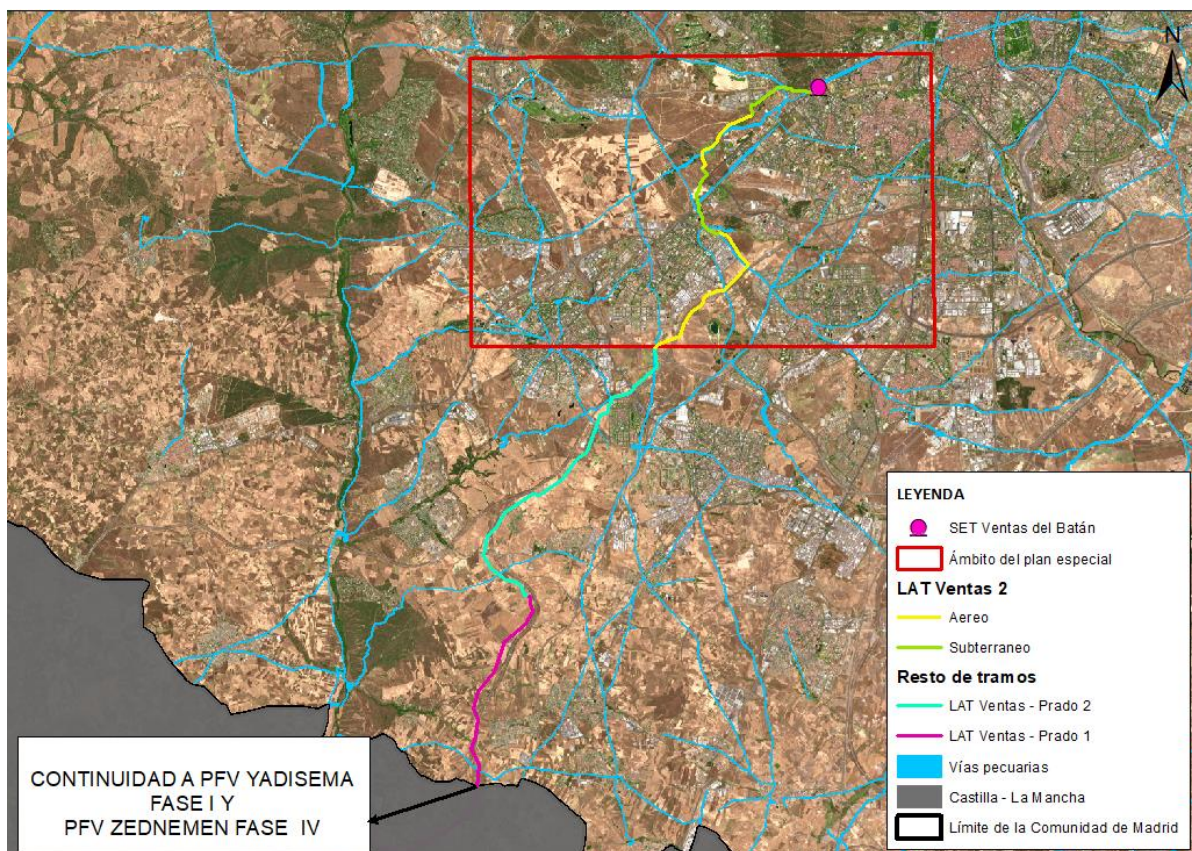 N
LEYENDA
SET Ventas del Batán
Ámbito del plan especial
LAT Ventas 2
Aereo
Subterraneo
Resto de tramos
LAT Ventas - Prado 2
LAT Ventas - Prado 1
Vías pecuarias
Castilla - La Mancha
Límite de la Comunidad de Madrid
CONTINUIDAD A PFV YADISEMA
FASE I Y
PFV ZEDNEMEN FASE IV